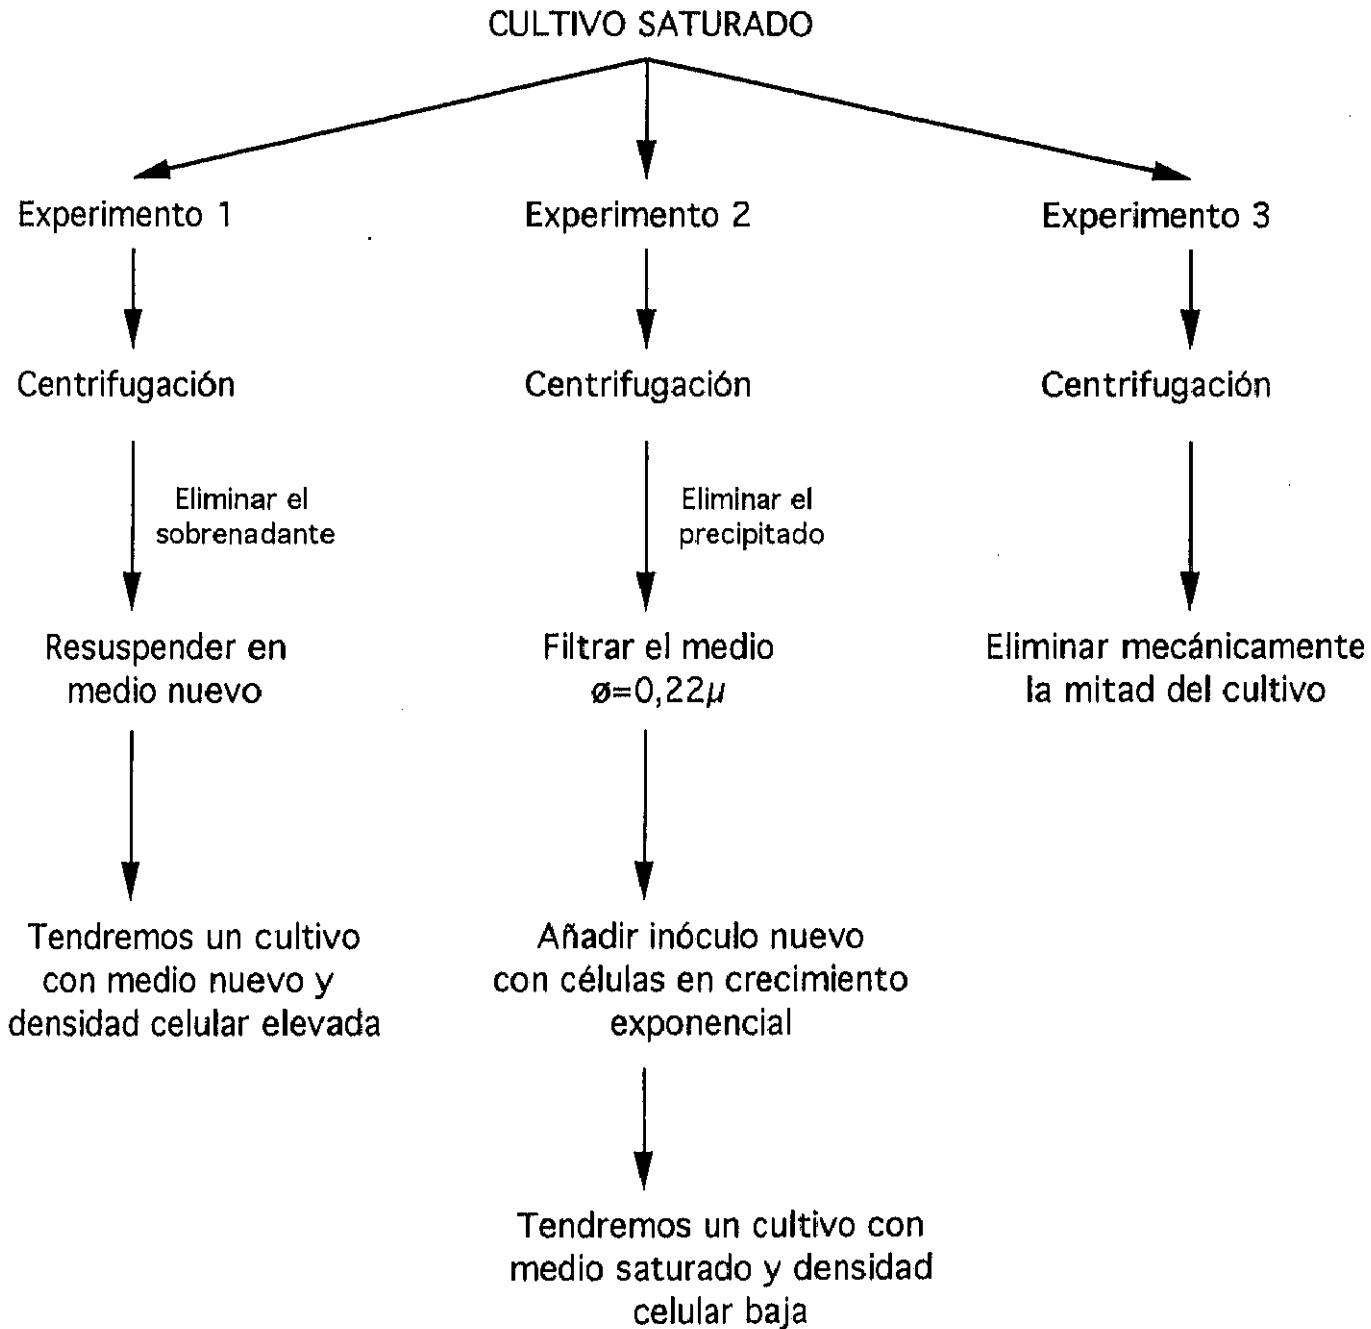 CULTIVO SATURADO
Experimento 1
Centrifugación
Eliminar el
sobrenadante
Resuspender en
medio nuevo
Tendremos un cultivo
con medio nuevo y
densidad celular elevada
Experimento 2
Centrifugación
Eliminar el
precipitado
Filtrar el medio
ø=0,22µ
Añadir inóculo nuevo
con células en crecimiento
exponencial
Tendremos un cultivo con
medio saturado y densidad
celular baja
Experimento 3
Centrifugación
Eliminar mecánicamente
la mitad del cultivo